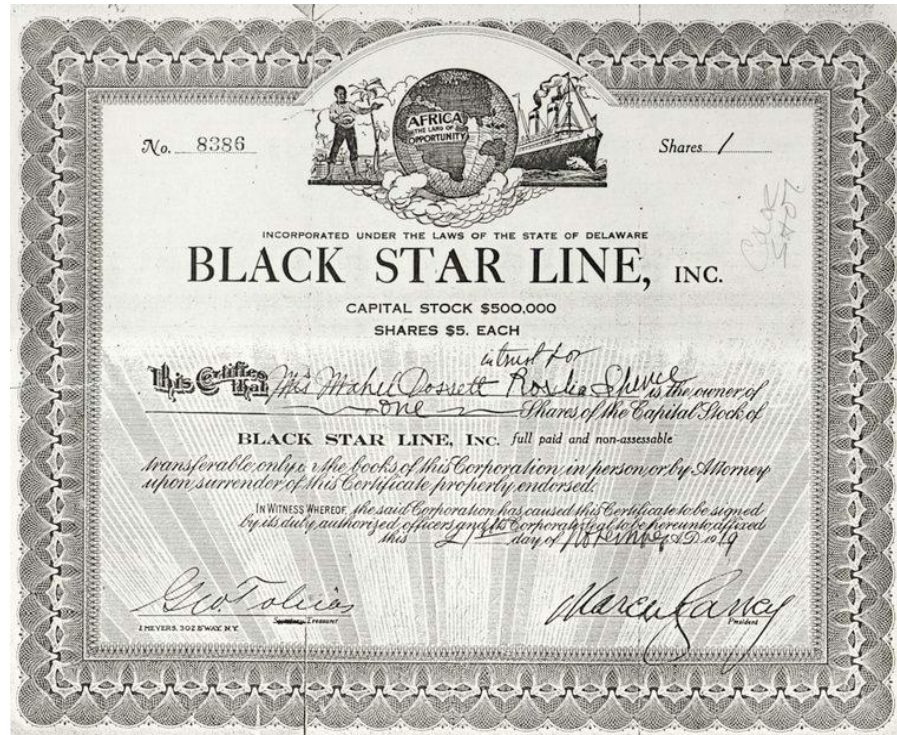 AFRICA
THE LAND OF
OPPORTUNITY
No. 8386
Shares 1
INCORPORATED UNDER THE LAWS OF THE STATE OF DELAWARE
BLACK STAR LINE, INC.
CAPITAL STOCK $500,000
SHARES $5. EACH
in trust for
This Certifies that Mabel Dossett Roselia is the owner of
one Shares of the Capital Stock of
BLACK STAR LINE, INC. full paid and non-assessable
transferable only on the books of this Corporation, in person, or by Attorney
upon surrender of this Certificate properly endorsed.
IN WITNESS WHEREOF, the said Corporation has caused this Certificate to be signed
by its duly authorized officers and its Corporate Seal to be hereunto affixed
this day of November A.D. 1919
Geo Tobias
Marcus Garvey
Secretary Treasurer
President
I MEYERS. 302 B'WAY. N.Y.